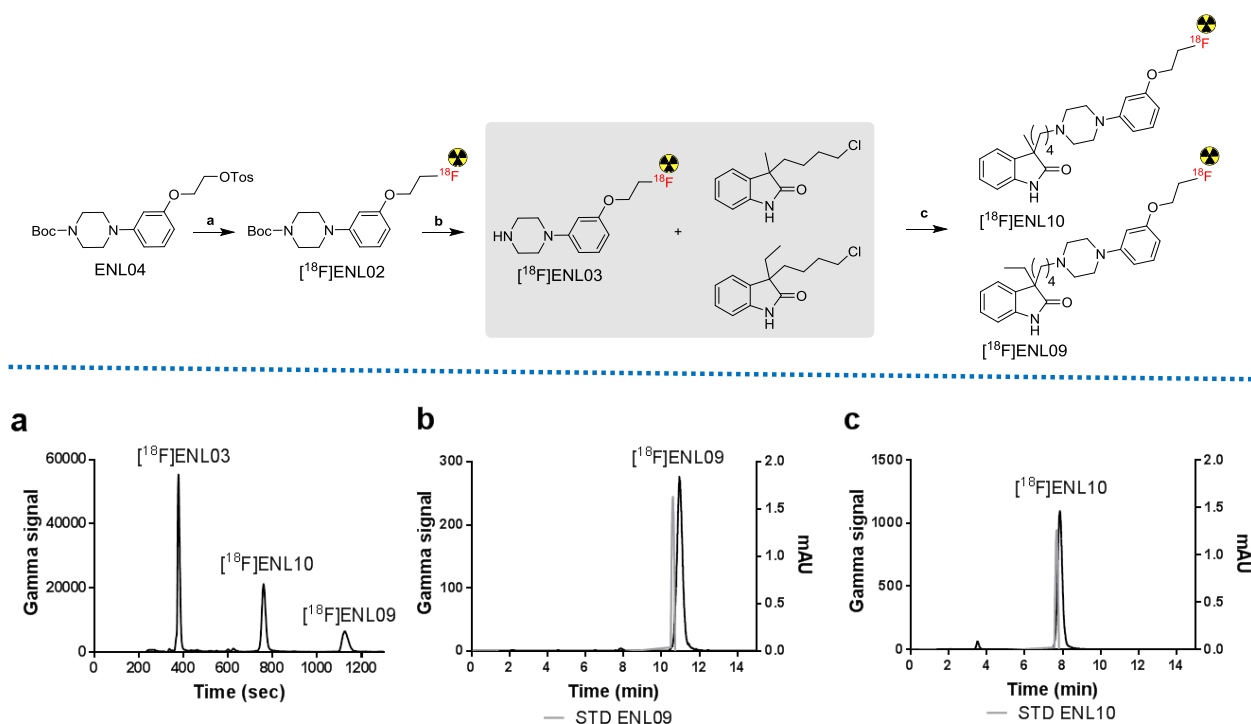 OTos
O
Boc
N
N
ENL04
a
18F
O
Boc
N
N
[18F]ENL02
b
18F
O
HN
N
[18F]ENL03
+
Cl
O
N
H
Cl
O
N
H
c
18F
O
N
N
4
O
N
H
[18F]ENL10
18F
O
N
N
4
O
N
H
[18F]ENL09
a
[18F]ENL03
[18F]ENL10
[18F]ENL09
Gamma signal
60000
40000
20000
0
0 200 400 600 800 1000 1200
Time (sec)
b
[18F]ENL09
Gamma signal
300
200
100
0
2.0
1.5
1.0
0.5
0.0
mAU
0 2 4 6 8 10 12 14
Time (min)
STD ENL09
c
[18F]ENL10
Gamma signal
1500
1000
500
0
2.0
1.5
1.0
0.5
0.0
mAU
0 2 4 6 8 10 12 14
Time (min)
STD ENL10